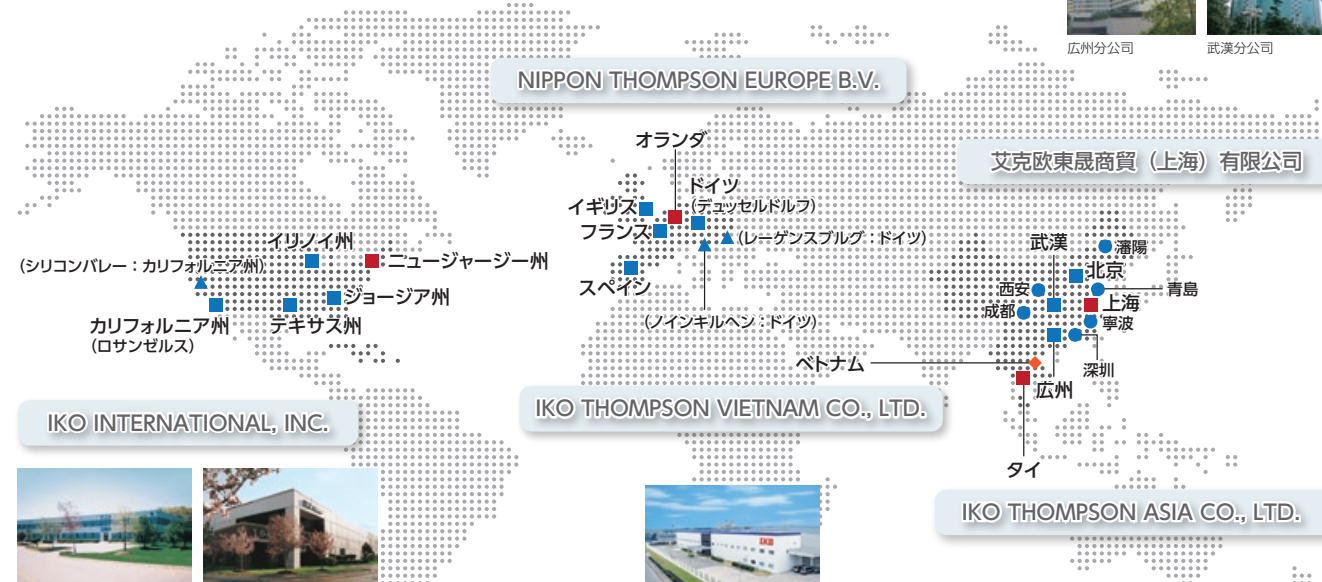 広州分公司
武漢分公司
NIPPON THOMPSON EUROPE B.V.
艾克欧東晟商貿（上海）有限公司
オランダ
ドイツ
（デュッセルドルフ）
イギリス
フランス
（レーゲンスブルグ：ドイツ）
スペイン
（ノインキルヘン：ドイツ）
イリノイ州
ニュージャージー州
（シリコンバレー：カリフォルニア州）
ジョージア州
カリフォルニア州
（ロサンゼルス）
テキサス州
武漢
瀋陽
北京
西安
青島
成都
上海
寧波
深圳
ベトナム
広州
タイ
IKO INTERNATIONAL, INC.
IKO THOMPSON VIETNAM CO., LTD.
IKO THOMPSON ASIA CO., LTD.
IKO